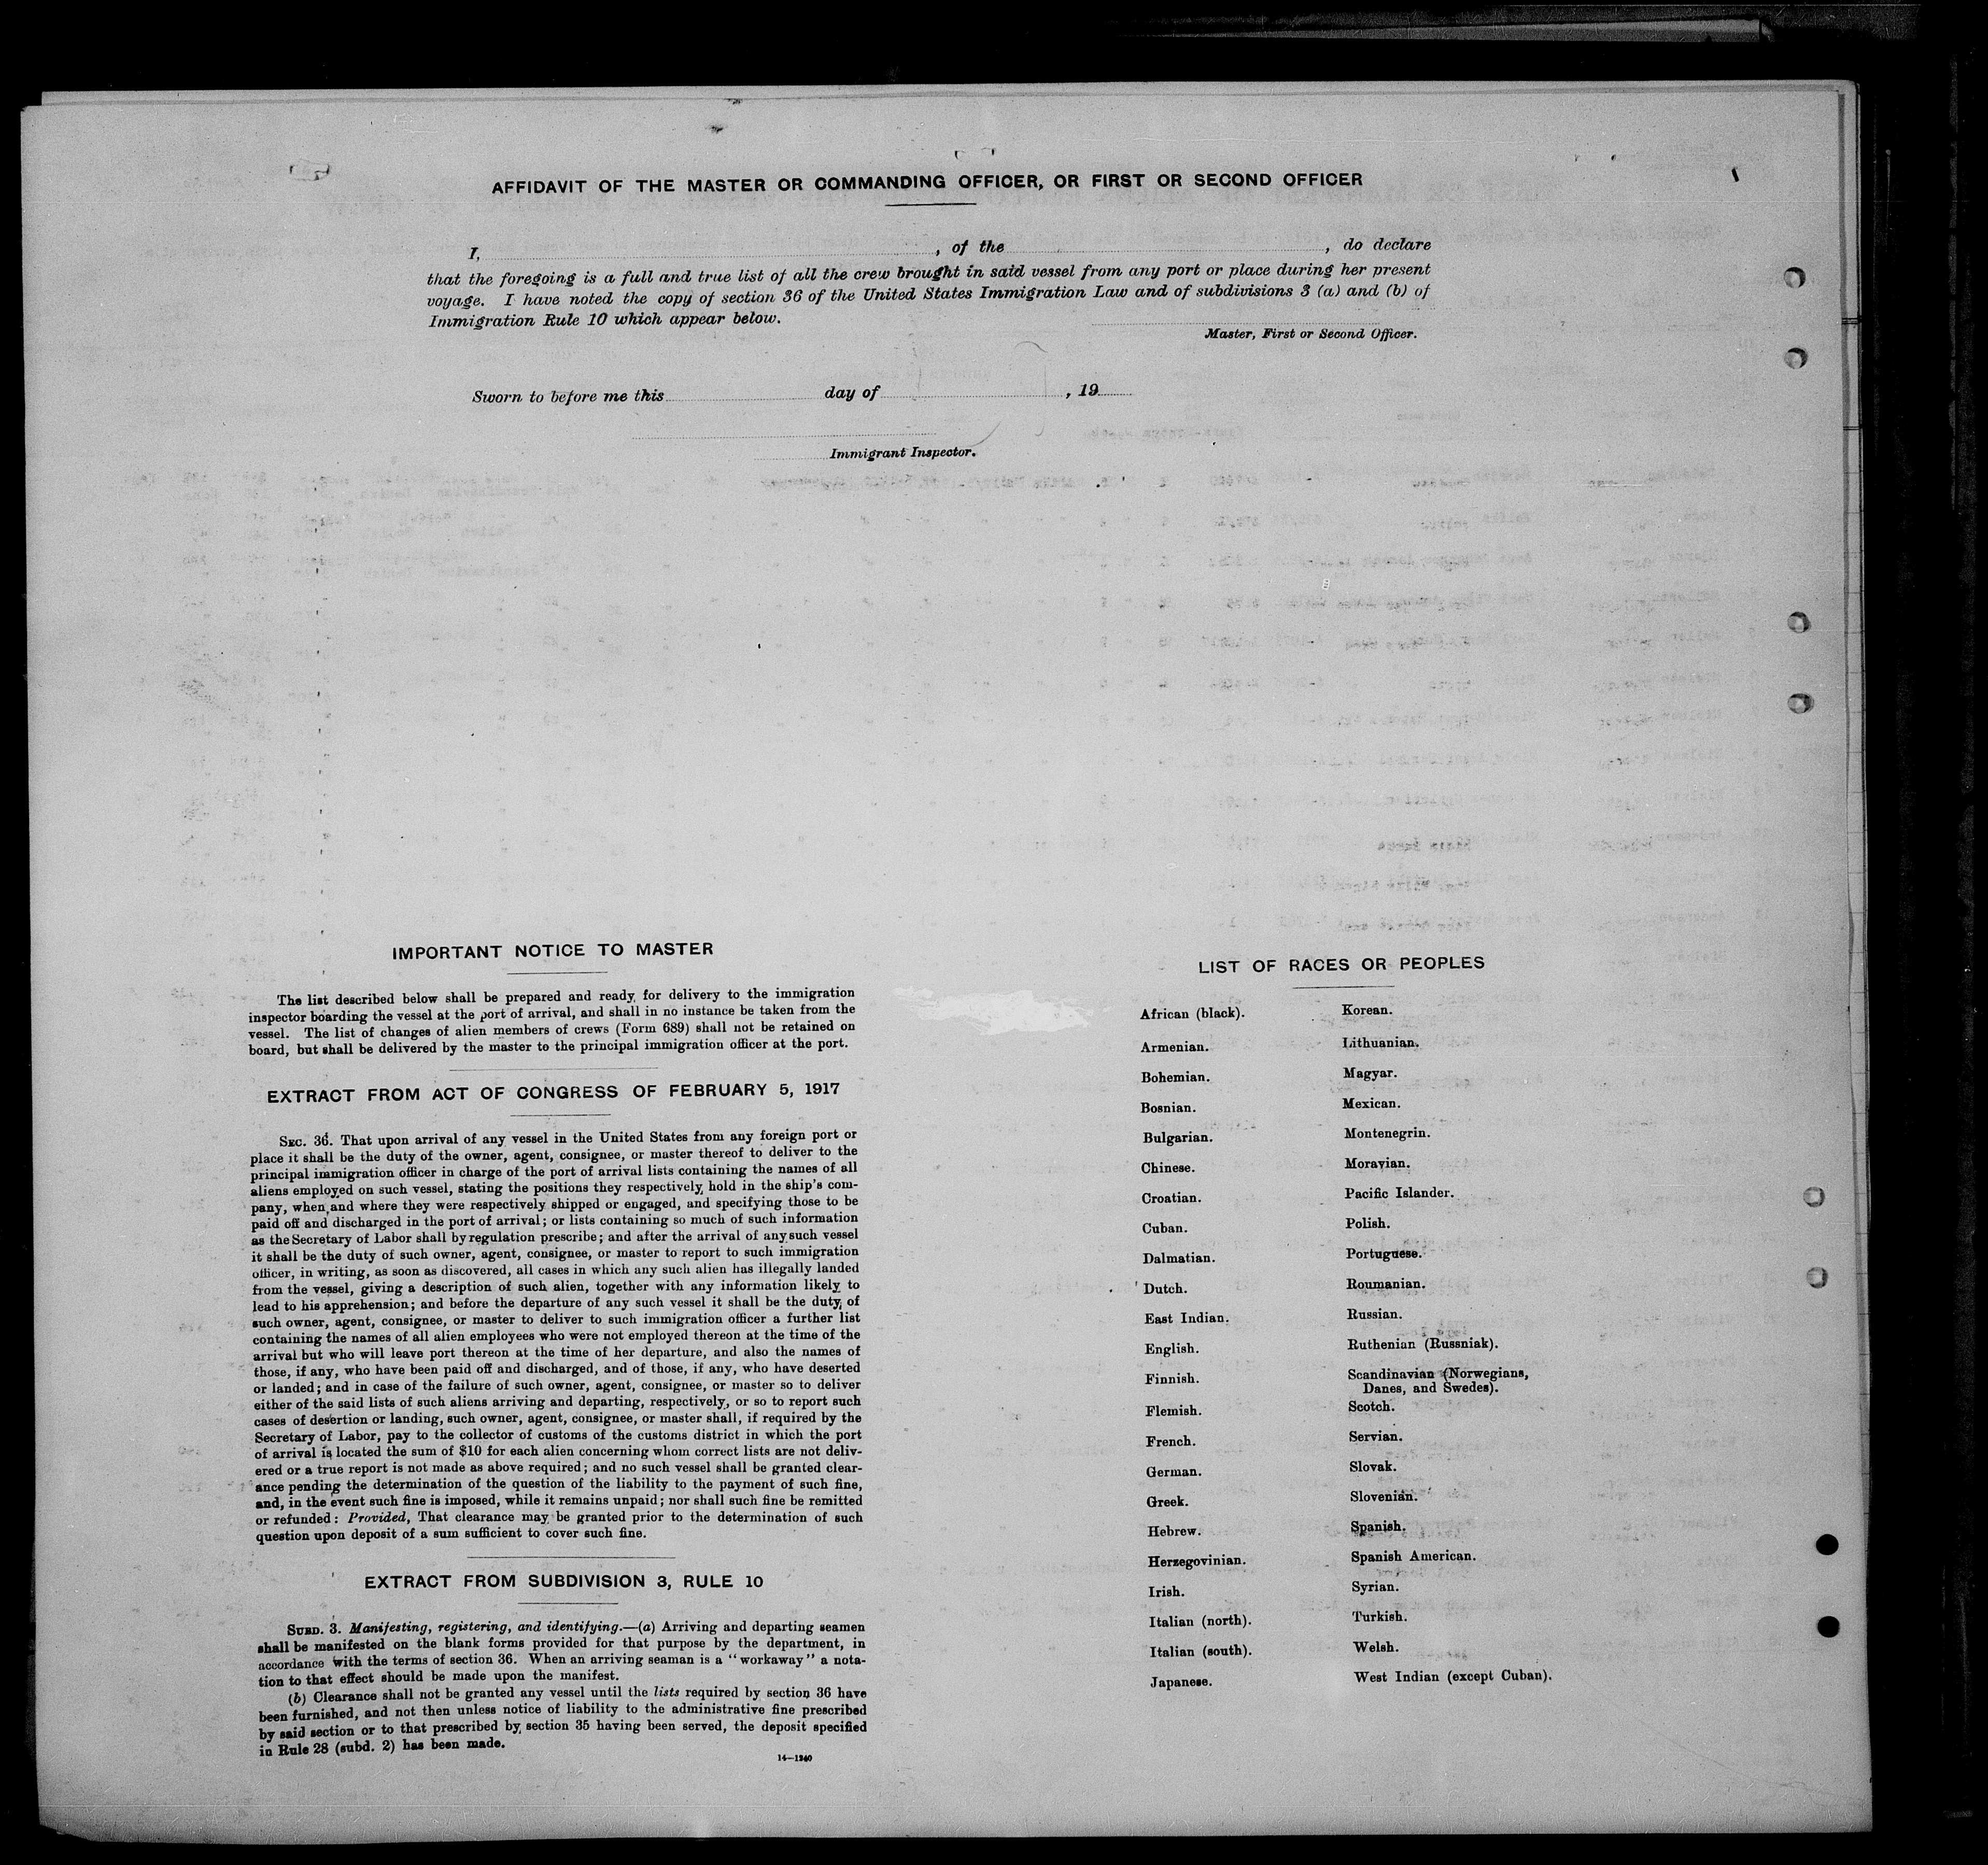 AFFIDAVIT OF THE MASTER OR COMMANDING OFFICER, OR FIRST OR SECOND OFFICER
I, , of the , do declare
that the foregoing is a full and true list of all the crew brought in said vessel from any port or place during her present
voyage. I have noted the copy of section 36 of the United States Immigration Law and of subdivisions 3 (a) and (b) of
Immigration Rule 10 which appear below.
Master, First or Second Officer.
Sworn to before me this day of , 19
Immigrant Inspector.
IMPORTANT NOTICE TO MASTER
The list described below shall be prepared and ready for delivery to the immigration
inspector boarding the vessel at the port of arrival, and shall in no instance be taken from the
vessel. The list of changes of alien members of crews (Form 689) shall not be retained on
board, but shall be delivered by the master to the principal immigration officer at the port.
EXTRACT FROM ACT OF CONGRESS OF FEBRUARY 5, 1917
SEC. 36. That upon arrival of any vessel in the United States from any foreign port or
place it shall be the duty of the owner, agent, consignee, or master thereof to deliver to the
principal immigration officer in charge of the port of arrival lists containing the names of all
aliens employed on such vessel, stating the positions they respectively hold in the ship's com-
pany, when and where they were respectively shipped or engaged, and specifying those to be
paid off and discharged in the port of arrival; or lists containing so much of such information
as the Secretary of Labor shall by regulation prescribe; and after the arrival of any such vessel
it shall be the duty of such owner, agent, consignee, or master to report to such immigration
officer, in writing, as soon as discovered, all cases in which any such alien has illegally landed
from the vessel, giving a description of such alien, together with any information likely to
lead to his apprehension; and before the departure of any such vessel it shall be the duty of
such owner, agent, consignee, or master to deliver to such immigration officer a further list
containing the names of all alien employees who were not employed thereon at the time of the
arrival but who will leave port thereon at the time of her departure, and also the names of
those, if any, who have been paid off and discharged, and of those, if any, who have deserted
or landed; and in case of the failure of such owner, agent, consignee, or master so to deliver
either of the said lists of such aliens arriving and departing, respectively, or so to report such
cases of desertion or landing, such owner, agent, consignee, or master shall, if required by the
Secretary of Labor, pay to the collector of customs of the customs district in which the port
of arrival is located the sum of $10 for each alien concerning whom correct lists are not deliv-
ered or a true report is not made as above required; and no such vessel shall be granted clear-
ance pending the determination of the question of the liability to the payment of such fine,
and, in the event such fine is imposed, while it remains unpaid; nor shall such fine be remitted
or refunded: Provided, That clearance may be granted prior to the determination of such
question upon deposit of a sum sufficient to cover such fine.
EXTRACT FROM SUBDIVISION 3, RULE 10
SUBD. 3. Manifesting, registering, and identifying.—(a) Arriving and departing seamen
shall be manifested on the blank forms provided for that purpose by the department, in
accordance with the terms of section 36. When an arriving seaman is a "workaway" a nota-
tion to that effect should be made upon the manifest.
(b) Clearance shall not be granted any vessel until the lists required by section 36 have
been furnished, and not then unless notice of liability to the administrative fine prescribed
by said section or to that prescribed by section 35 having been served, the deposit specified
in Rule 28 (subd. 2) has been made.
14—1240
LIST OF RACES OR PEOPLES
African (black).
Armenian.
Bohemian.
Bosnian.
Bulgarian.
Chinese.
Croatian.
Cuban.
Dalmatian.
Dutch.
East Indian.
English.
Finnish.
Flemish.
French.
German.
Greek.
Hebrew.
Herzegovinian.
Irish.
Italian (north).
Italian (south).
Japanese.
Korean.
Lithuanian.
Magyar.
Mexican.
Montenegrin.
Moravian.
Pacific Islander.
Polish.
Portuguese.
Roumanian.
Russian.
Ruthenian (Russniak).
Scandinavian (Norwegians,
Danes, and Swedes).
Scotch.
Servian.
Slovak.
Slovenian.
Spanish.
Spanish American.
Syrian.
Turkish.
Welsh.
West Indian (except Cuban).